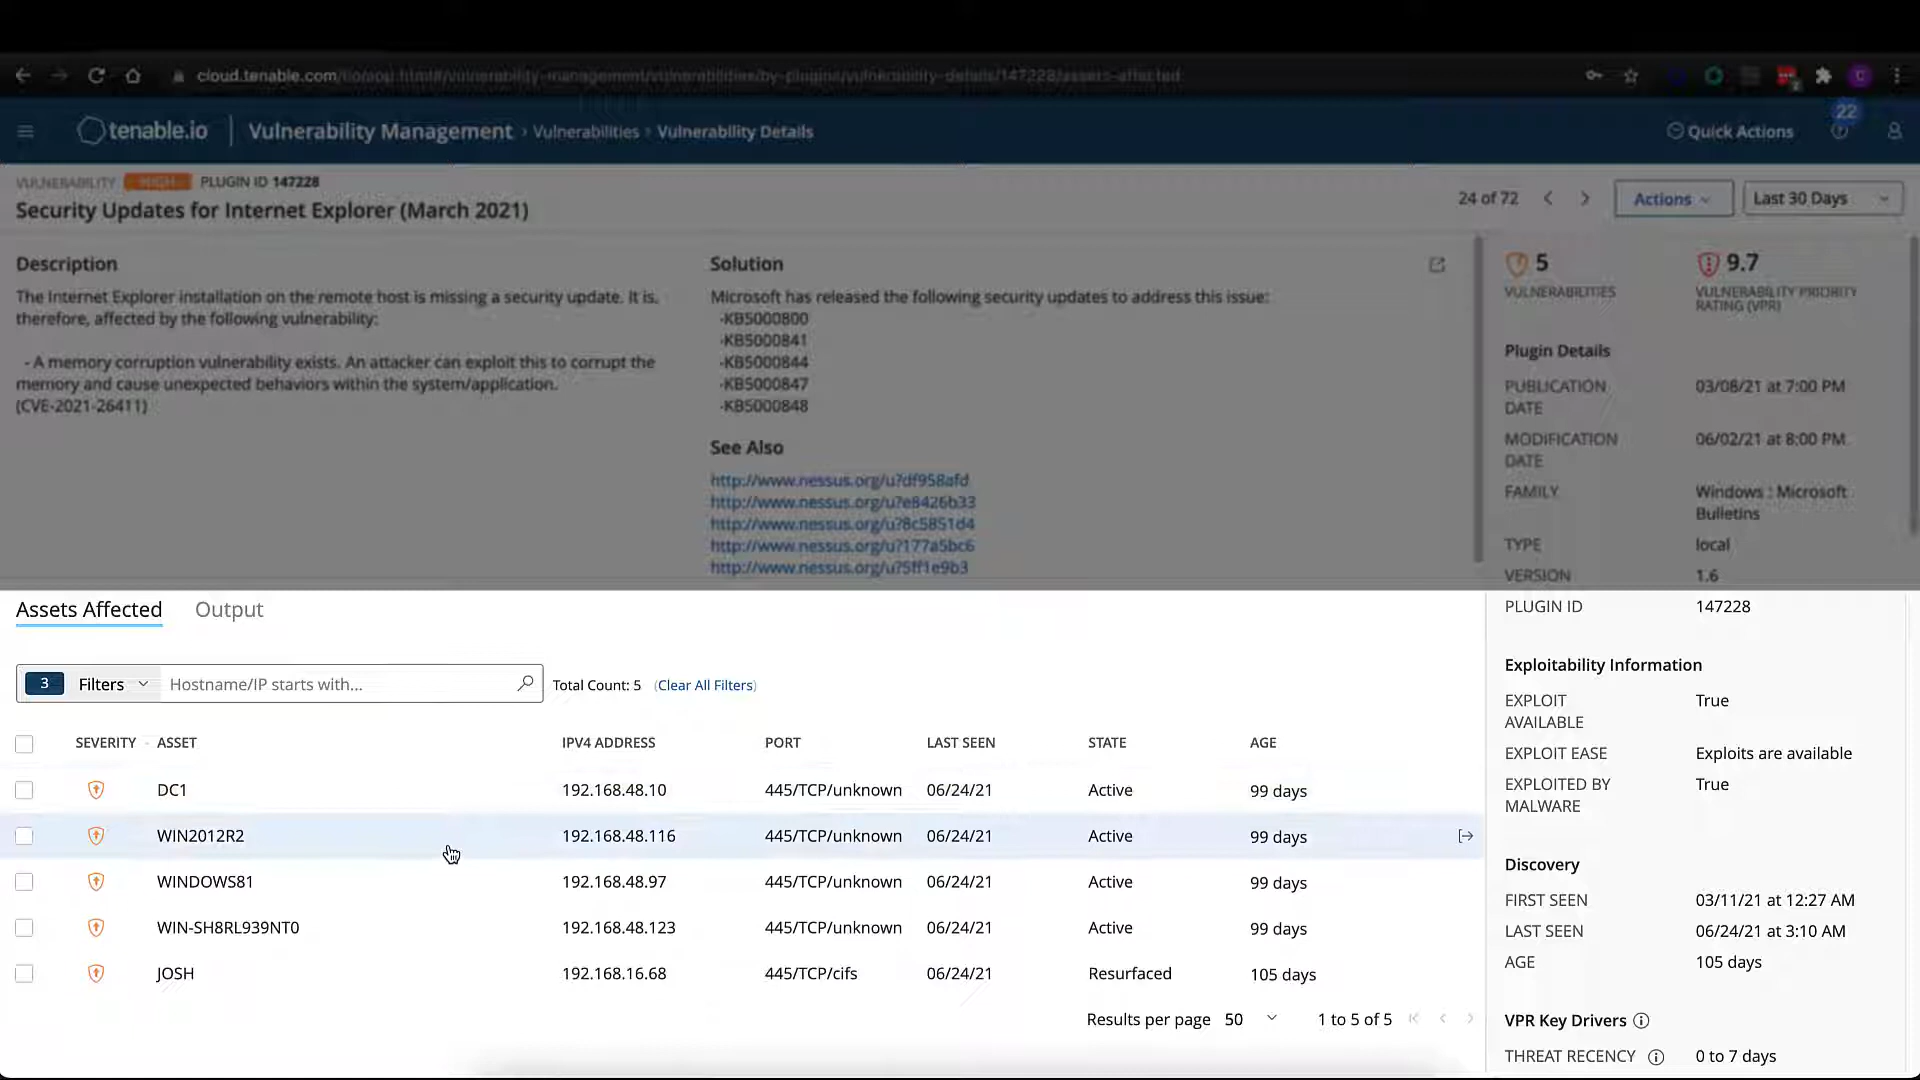 cloud.tenable.com/tio/app.html#/vulnerability-management/vulnerabilities/by-plugins/vulnerability-details/147228/assets-affected
tenable.io Vulnerability Management › Vulnerabilities › Vulnerability Details
Quick Actions 22
VULNERABILITY HIGH PLUGIN ID 147228
Security Updates for Internet Explorer (March 2021)
24 of 72 Actions Last 30 Days
Description
The Internet Explorer installation on the remote host is missing a security update. It is,
therefore, affected by the following vulnerability:
- A memory corruption vulnerability exists. An attacker can exploit this to corrupt the
memory and cause unexpected behaviors within the system/application.
(CVE-2021-26411)
Solution
Microsoft has released the following security updates to address this issue:
-KB5000800
-KB5000841
-KB5000844
-KB5000847
-KB5000848
See Also
http://www.nessus.org/u?df958afd
http://www.nessus.org/u?e8426b33
http://www.nessus.org/u?8c5851d4
http://www.nessus.org/u?177a5bc6
http://www.nessus.org/u?5ff1e9b3
5
VULNERABILITIES
9.7
VULNERABILITY PRIORITY
RATING (VPR)
Plugin Details
PUBLICATION 03/08/21 at 7:00 PM
DATE
MODIFICATION 06/02/21 at 8:00 PM
DATE
FAMILY Windows : Microsoft
Bulletins
TYPE local
VERSION 1.6
PLUGIN ID 147228
Exploitability Information
EXPLOIT True
AVAILABLE
EXPLOIT EASE Exploits are available
EXPLOITED BY True
MALWARE
Discovery
FIRST SEEN 03/11/21 at 12:27 AM
LAST SEEN 06/24/21 at 3:10 AM
AGE 105 days
VPR Key Drivers
THREAT RECENCY 0 to 7 days
Assets Affected Output
3 Filters Hostname/IP starts with... Total Count: 5 (Clear All Filters)
SEVERITY ASSET IPV4 ADDRESS PORT LAST SEEN STATE AGE
DC1 192.168.48.10 445/TCP/unknown 06/24/21 Active 99 days
WIN2012R2 192.168.48.116 445/TCP/unknown 06/24/21 Active 99 days
WINDOWS81 192.168.48.97 445/TCP/unknown 06/24/21 Active 99 days
WIN-SH8RL939NT0 192.168.48.123 445/TCP/unknown 06/24/21 Active 99 days
JOSH 192.168.16.68 445/TCP/cifs 06/24/21 Resurfaced 105 days
Results per page 50 1 to 5 of 5